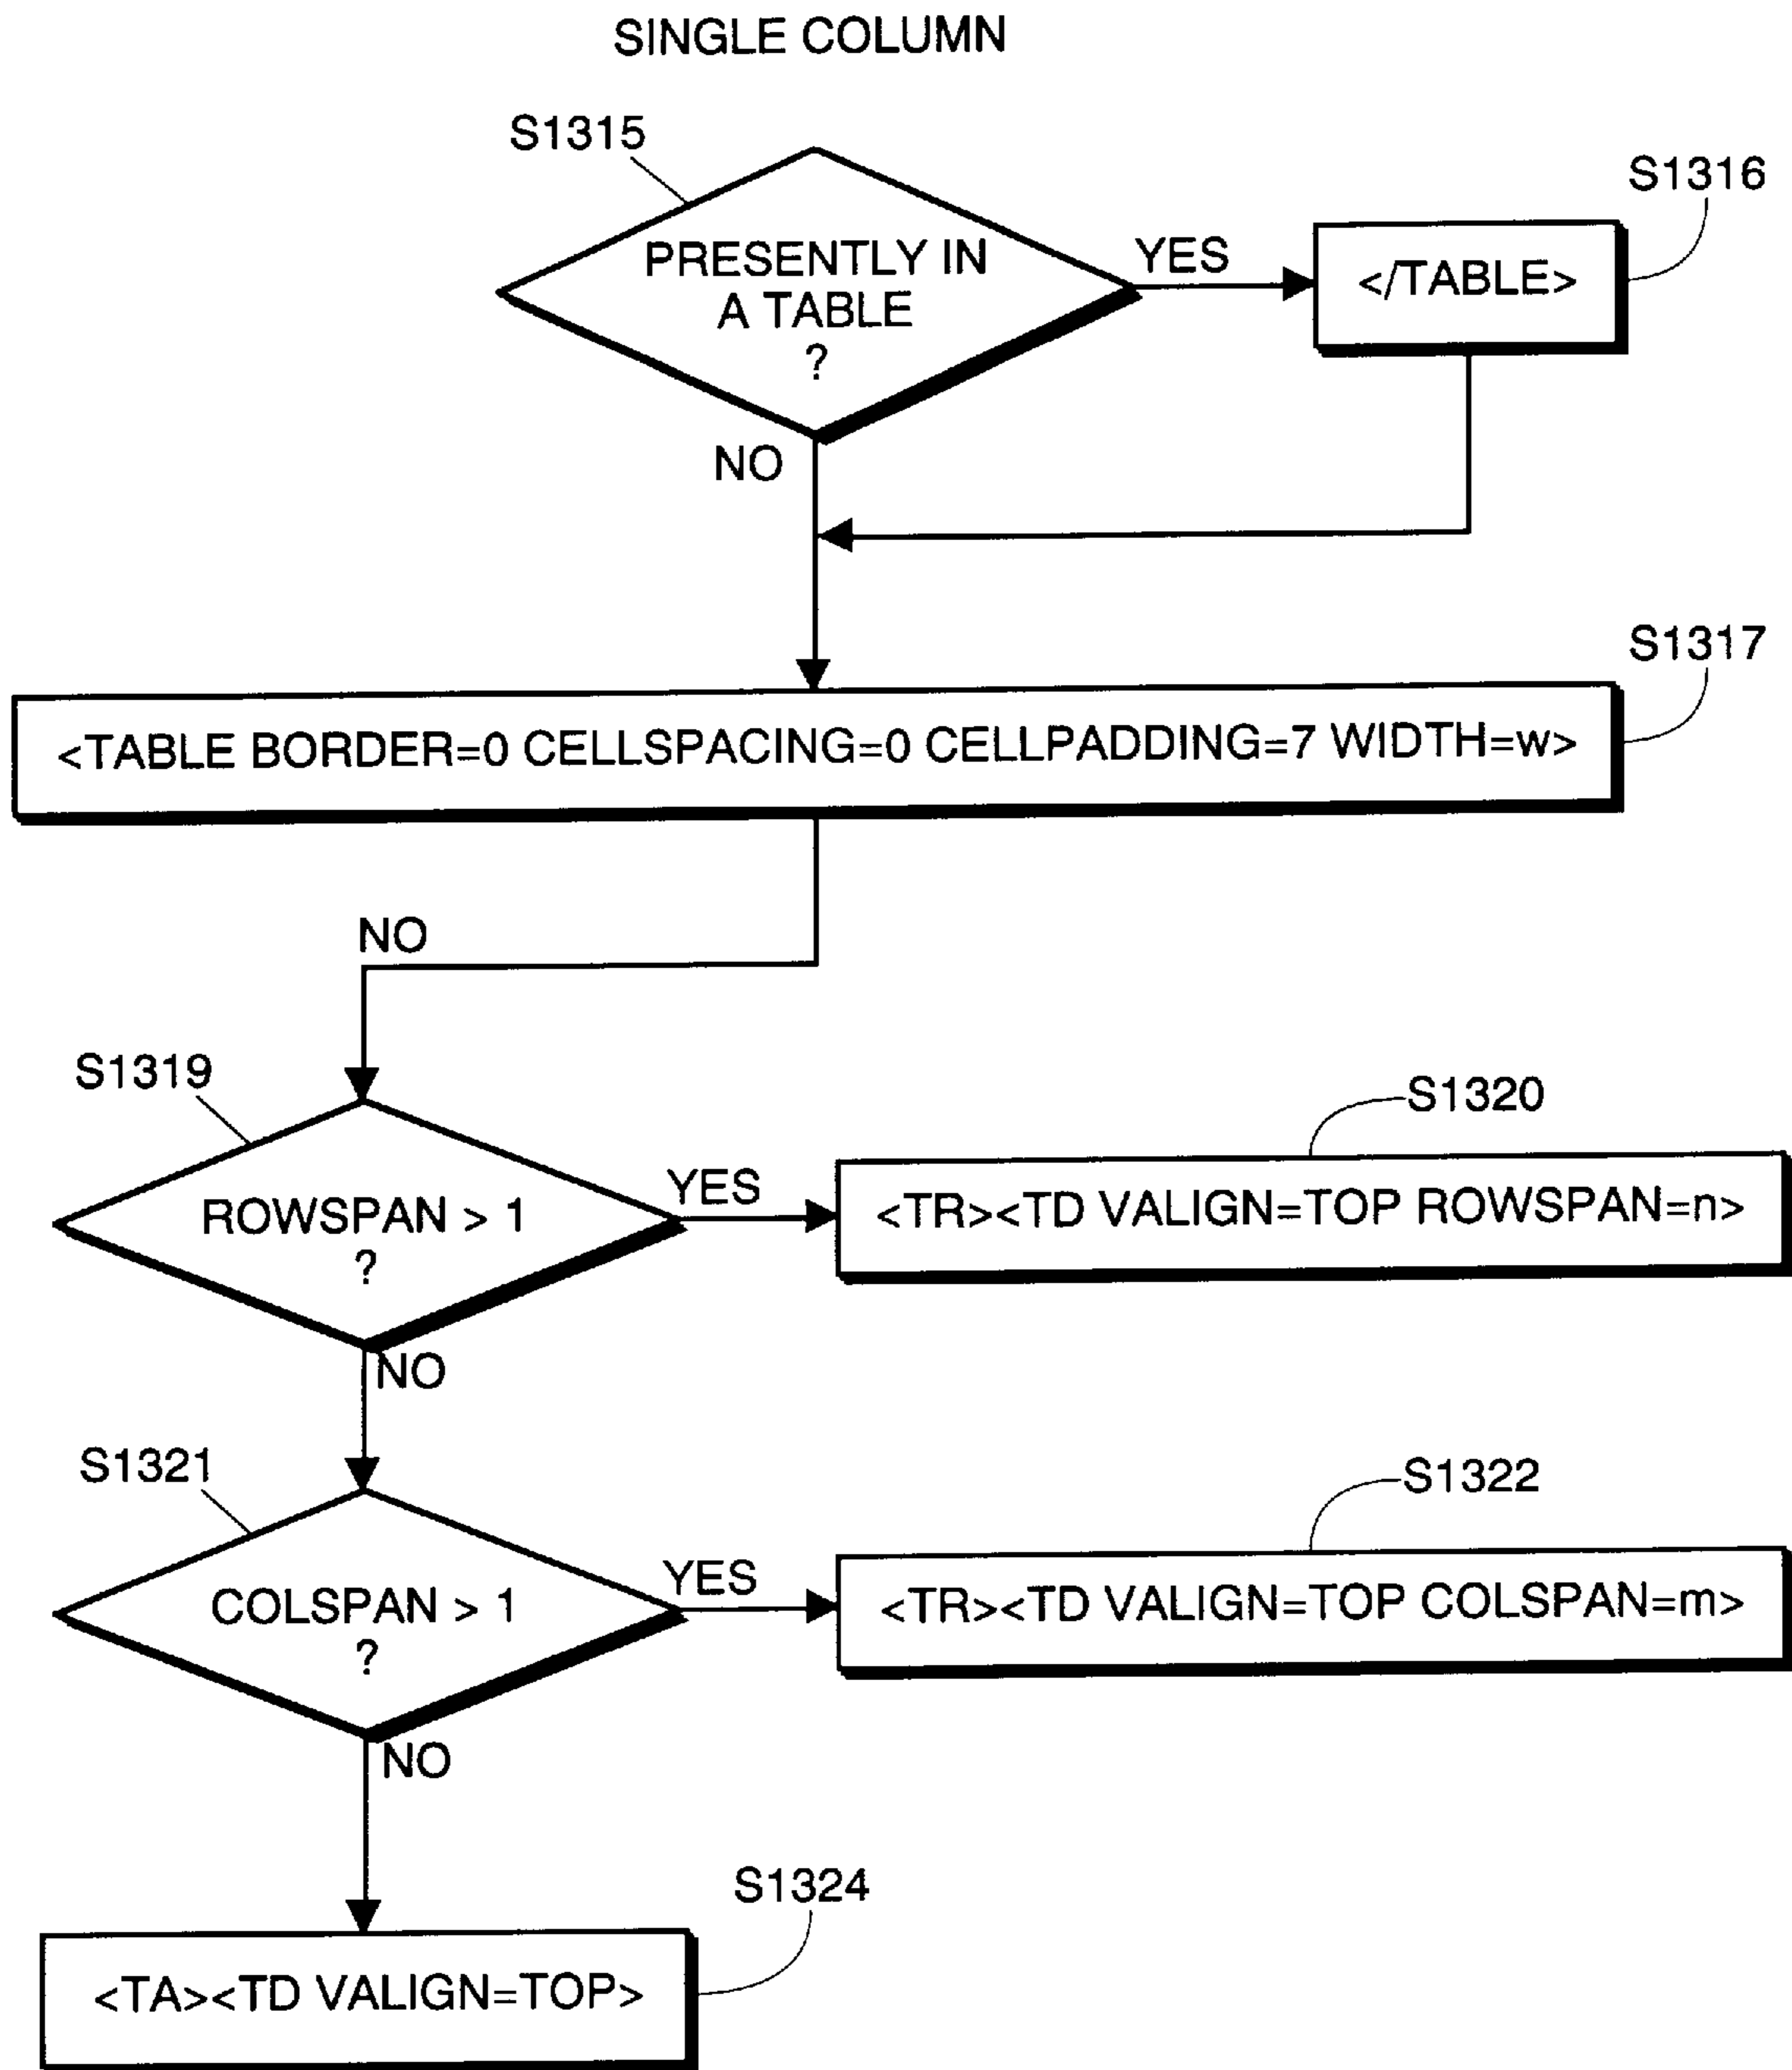 SINGLE COLUMN
S1315
S1316
PRESENTLY IN
A TABLE
?
YES
</TABLE>
NO
S1317
<TABLE BORDER=0 CELLSPACING=0 CELLPADDING=7 WIDTH=w>
NO
S1319
S1320
ROWSPAN > 1
?
YES
<TR><TD VALIGN=TOP ROWSPAN=n>
NO
S1321
S1322
COLSPAN > 1
?
YES
<TR><TD VALIGN=TOP COLSPAN=m>
NO
S1324
<TA><TD VALIGN=TOP>